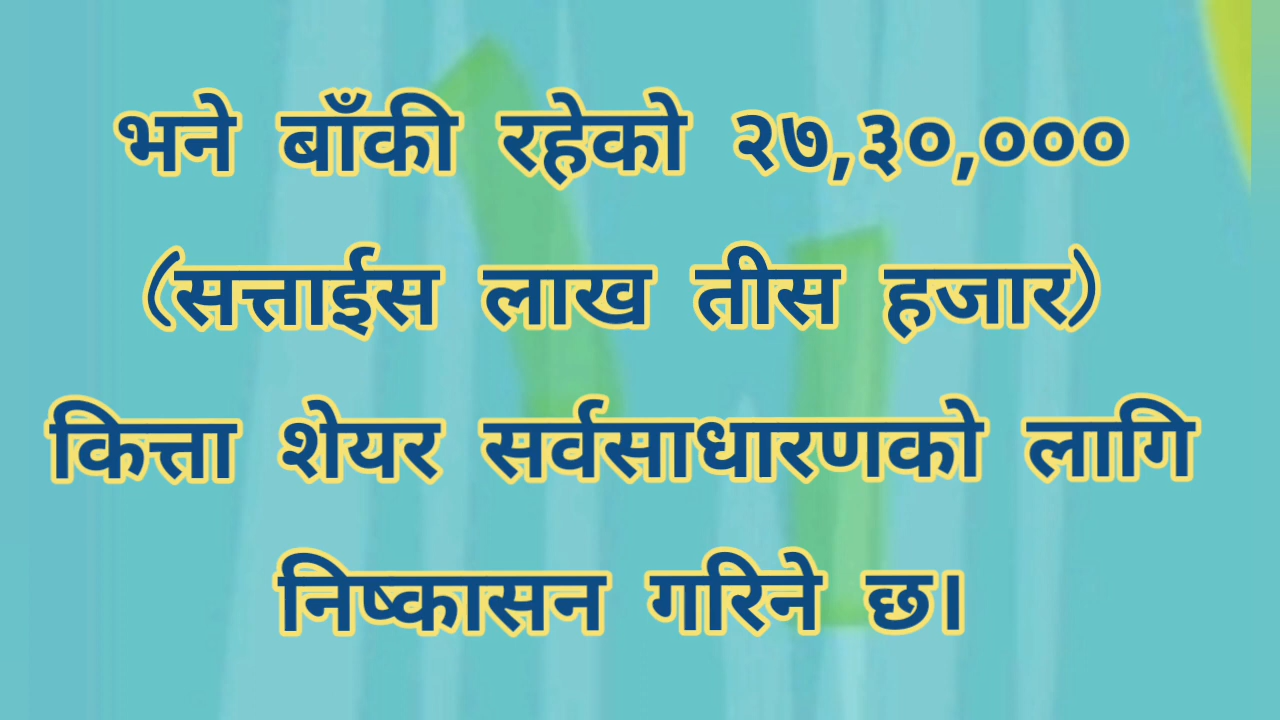 भने बाँकी रहेको २७,३०,०००
(सत्ताईस लाख तीस हजार)
कित्ता शेयर सर्वसाधारणको लागि
निष्कासन गरिने छ।